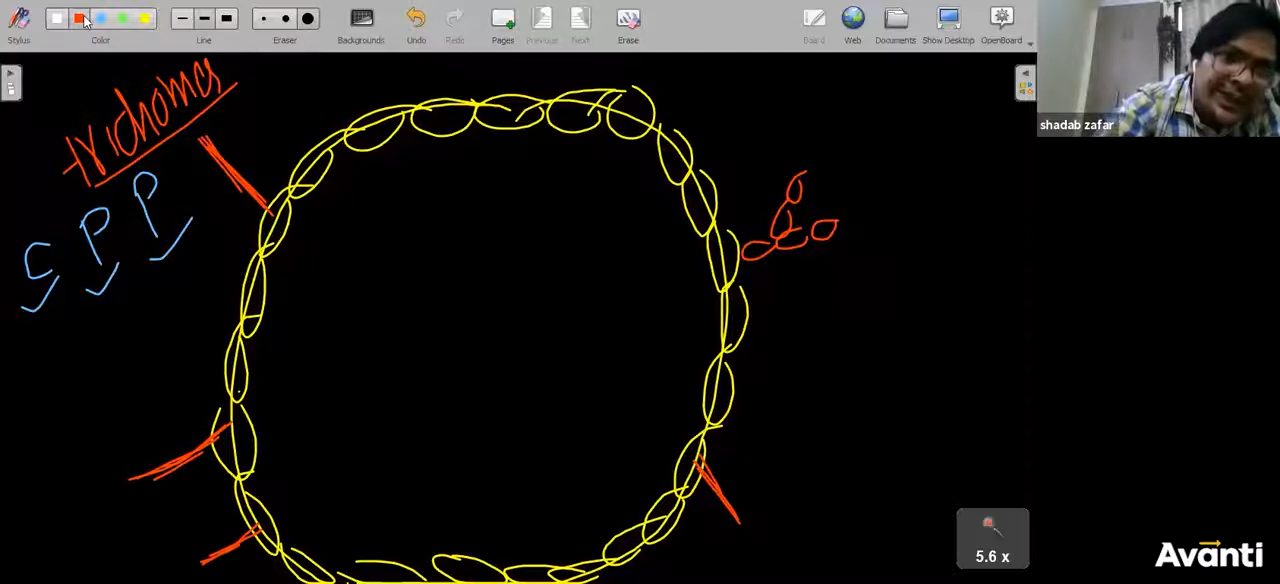 Stylus Color Line Eraser Backgrounds Undo Redo Pages Previous Next Erase Board Web Documents Show Desktop OpenBoard
shadab zafar
trichomes
S P P
5.6 x
Avanti